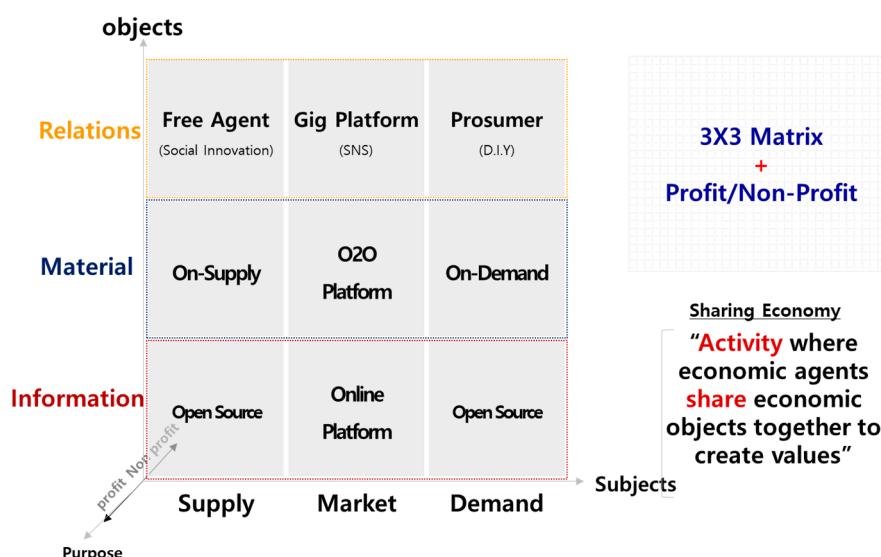 objects
Relations
Free Agent
(Social Innovation)
Gig Platform
(SNS)
Prosumer
(D.I.Y)
Material
On-Supply
O2O
Platform
On-Demand
Information
Open Source
Online
Platform
Open Source
profit Non profit
Purpose
Supply
Market
Demand
Subjects
3X3 Matrix
+
Profit/Non-Profit
Sharing Economy
“Activity where
economic agents
share economic
objects together to
create values”